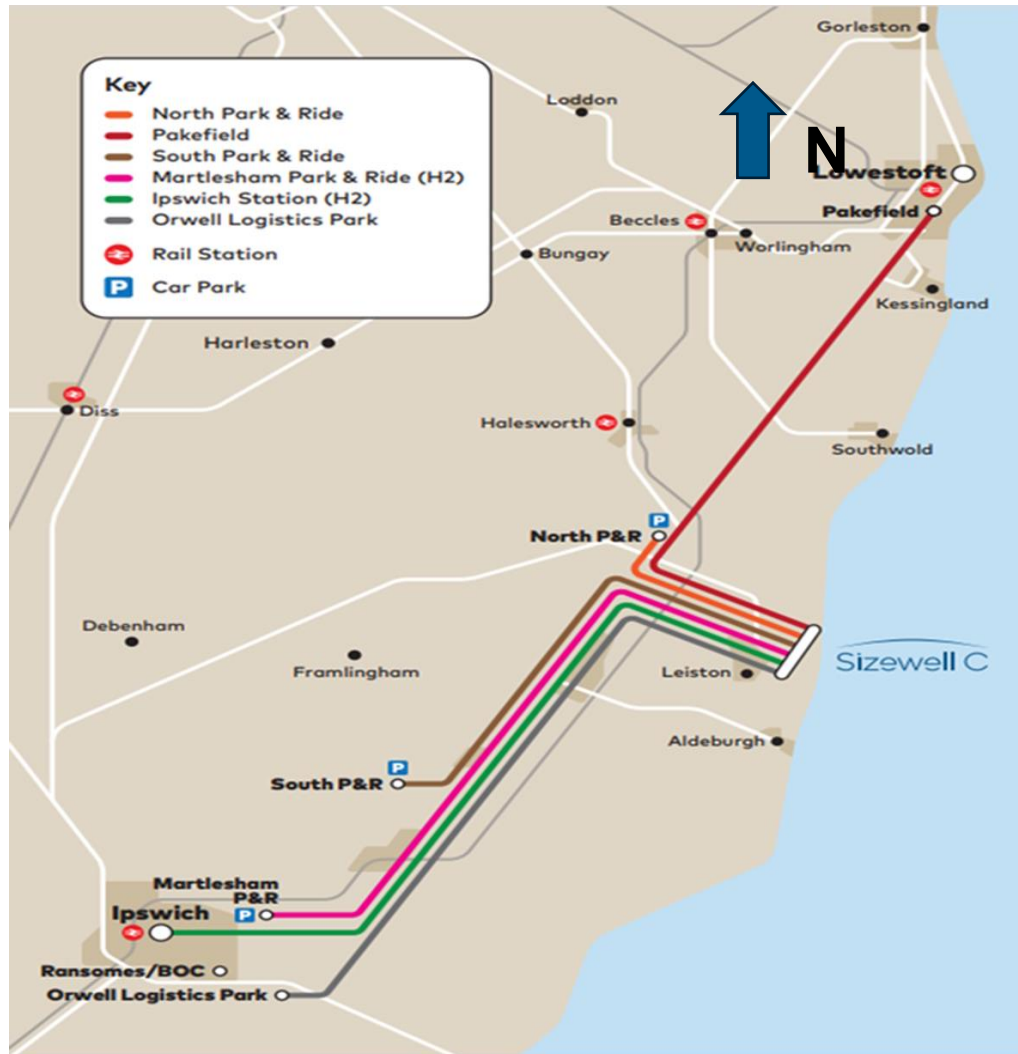 Gorleston
Key
North Park & Ride
Pakefield
South Park & Ride
Martlesham Park & Ride (H2)
Ipswich Station (H2)
Orwell Logistics Park
Rail Station
P
Car Park
Loddon
N
Lowestoft
Pakefield
Beccles
Worlingham
Bungay
Kessingland
Harleston
Diss
Halesworth
Southwold
P
North P&R
Debenham
Framlingham
Leiston
Sizewell C
Aldeburgh
P
South P&R
Martlesham
P&R
P
Ipswich
Ransomes/BOC
Orwell Logistics Park